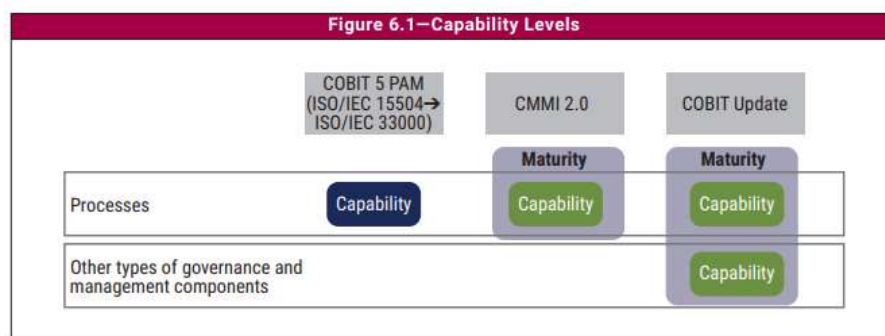 Figure 6.1—Capability Levels
COBIT 5 PAM
(ISO/IEC 15504➔
ISO/IEC 33000)
CMMI 2.0
COBIT Update
Maturity
Maturity
Processes
Capability
Capability
Capability
Other types of governance and
management components
Capability